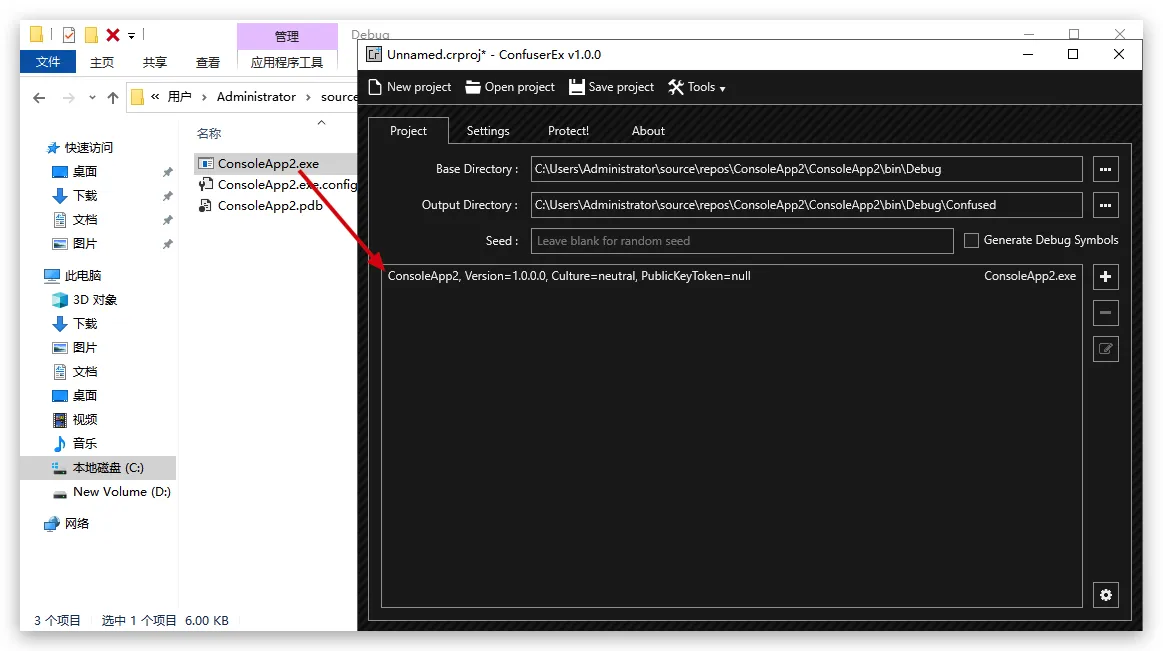 管理
Debug
文件
主页
共享
查看
应用程序工具
« 用户 › Administrator › source
名称
快速访问
桌面
下载
文档
图片
此电脑
3D 对象
下载
图片
文档
桌面
视频
音乐
本地磁盘 (C:)
New Volume (D:)
网络
ConsoleApp2.exe
ConsoleApp2.exe.config
ConsoleApp2.pdb
3 个项目
选中 1 个项目 6.00 KB
Unnamed.crproj* - ConfuserEx v1.0.0
New project
Open project
Save project
Tools
Project
Settings
Protect!
About
Base Directory :
C:\Users\Administrator\source\repos\ConsoleApp2\ConsoleApp2\bin\Debug
Output Directory :
C:\Users\Administrator\source\repos\ConsoleApp2\ConsoleApp2\bin\Debug\Confused
Seed :
Leave blank for random seed
Generate Debug Symbols
ConsoleApp2, Version=1.0.0.0, Culture=neutral, PublicKeyToken=null
ConsoleApp2.exe